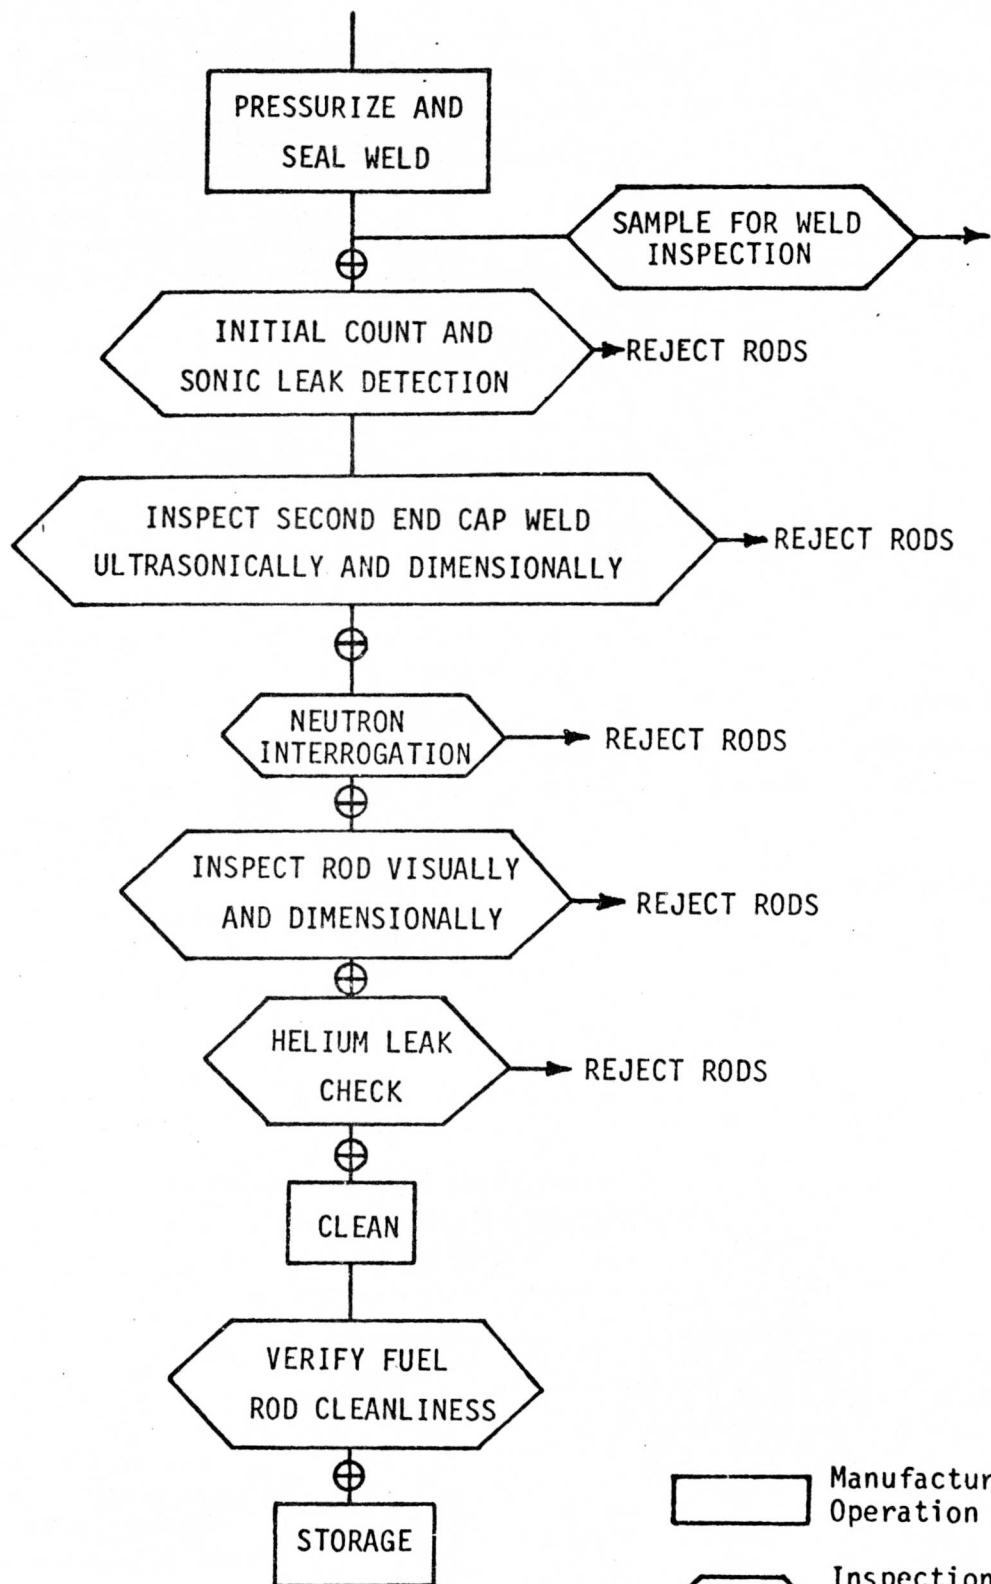 PRESSURIZE AND
SEAL WELD
SAMPLE FOR WELD
INSPECTION
INITIAL COUNT AND
SONIC LEAK DETECTION
REJECT RODS
INSPECT SECOND END CAP WELD
ULTRASONICALLY AND DIMENSIONALLY
REJECT RODS
NEUTRON
INTERROGATION
REJECT RODS
INSPECT ROD VISUALLY
AND DIMENSIONALLY
REJECT RODS
HELIUM LEAK
CHECK
REJECT RODS
CLEAN
VERIFY FUEL
ROD CLEANLINESS
STORAGE
Manufactur
Operation
Inspection